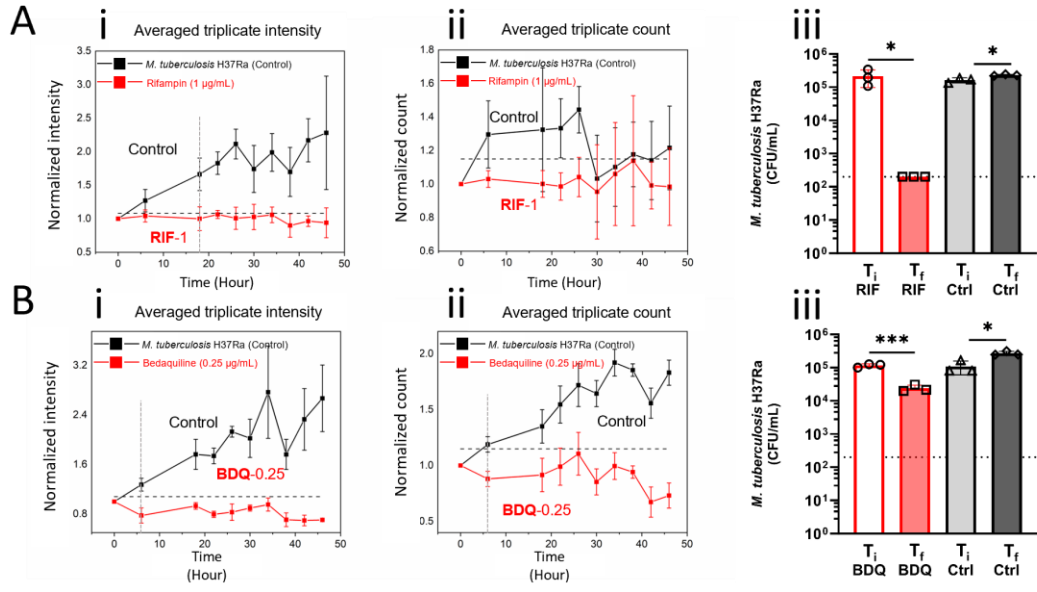 A
i
Averaged triplicate intensity
M. tuberculosis H37Ra (Control)
Rifampin (1 µg/mL)
Control
RIF-1
Normalized intensity
3.5
3.0
2.5
2.0
1.5
1.0
0.5
0 10 20 30 40 50
Time (Hour)
ii
Averaged triplicate count
M. tuberculosis H37Ra (Control)
Rifampin (1 µg/mL)
Control
RIF-1
Normalized count
1.8
1.6
1.4
1.2
1.0
0.8
0.6
0 10 20 30 40 50
Time (Hour)
iii
* *
M. tuberculosis H37Ra
(CFU/mL)
10^6
10^5
10^4
10^3
10^2
10^1
10^0
Ti Tf Ti Tf
RIF RIF Ctrl Ctrl
B
i
Averaged triplicate intensity
M. tuberculosis H37Ra (Control)
Bedaquiline (0.25 µg/mL)
Control
BDQ-0.25
Normalized intensity
3.2
2.4
1.6
0.8
0 10 20 30 40 50
Time
(Hour)
ii
Averaged triplicate count
M. tuberculosis H37Ra (Control)
Bedaquiline (0.25 µg/mL)
Control
BDQ-0.25
Normalized count
2.0
1.5
1.0
0.5
0 10 20 30 40 50
Time
(Hour)
iii
*** *
M. tuberculosis H37Ra
(CFU/mL)
10^6
10^5
10^4
10^3
10^2
10^1
10^0
Ti Tf Ti Tf
BDQ BDQ Ctrl Ctrl